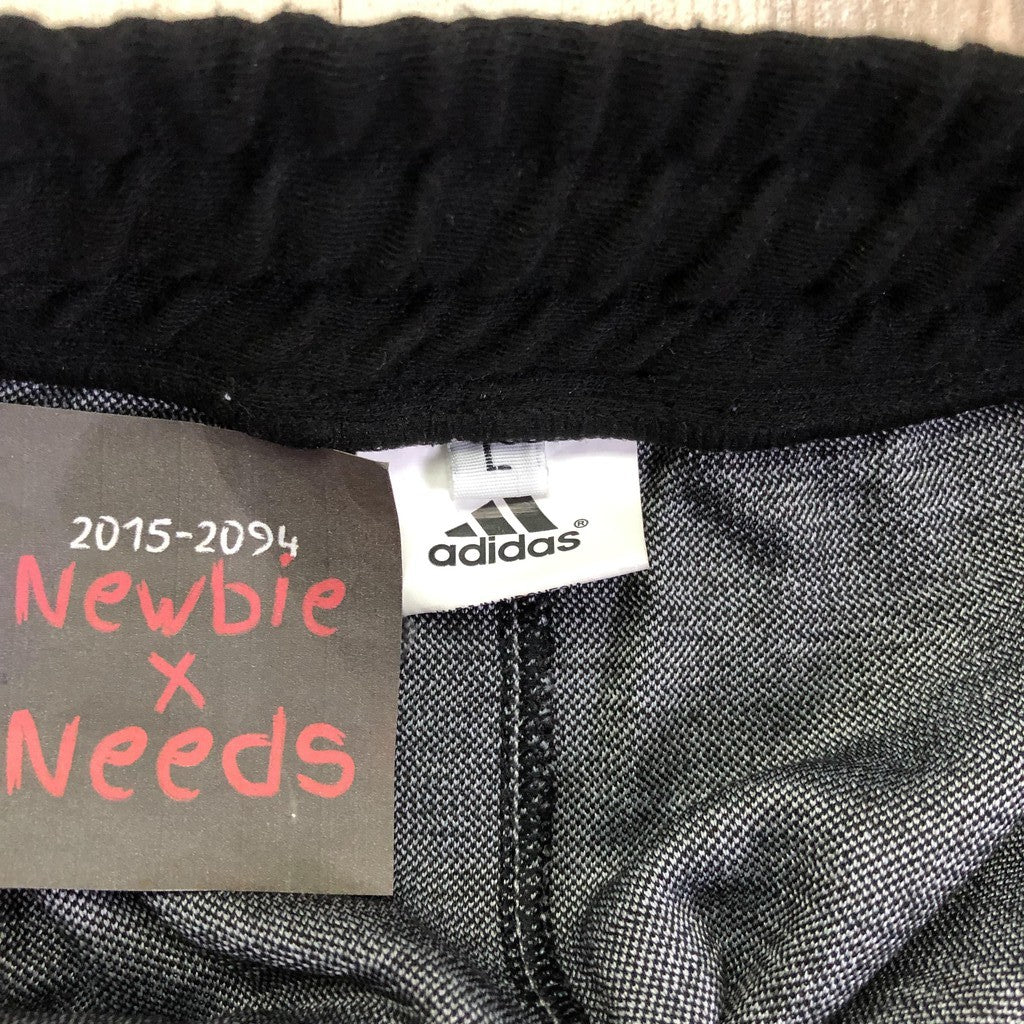 2015-2094
Newbie
x
Needs
L
adidas®